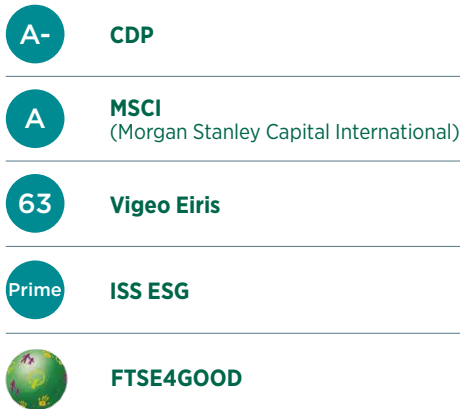 A-
CDP
A
MSCI
(Morgan Stanley Capital International)
63
Vigeo Eiris
Prime
ISS ESG
FTSE4GOOD